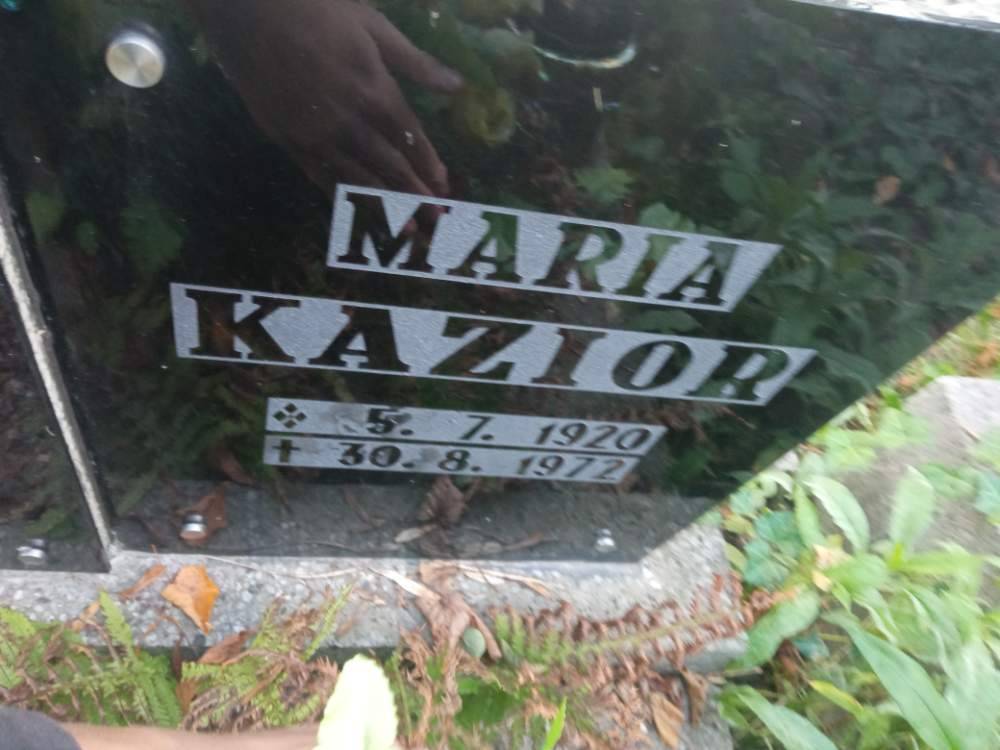 MARIA
KAZIOR
5. 7. 1920
✝ 30. 8. 1972